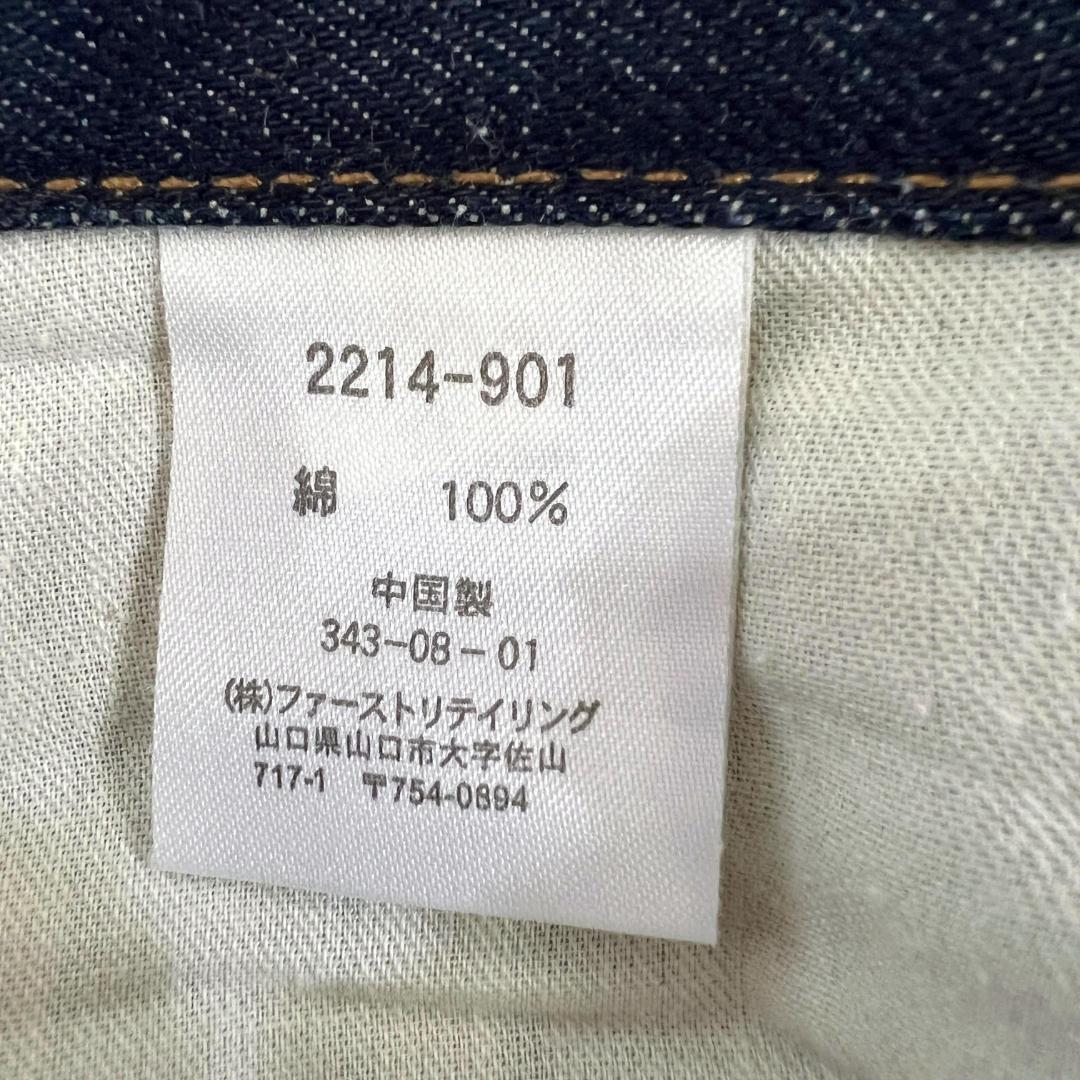 2214-901
綿 100%
中国製
343-08-01
(株)ファーストリテイリング
山口県山口市大字佐山
717-1 〒754-0894